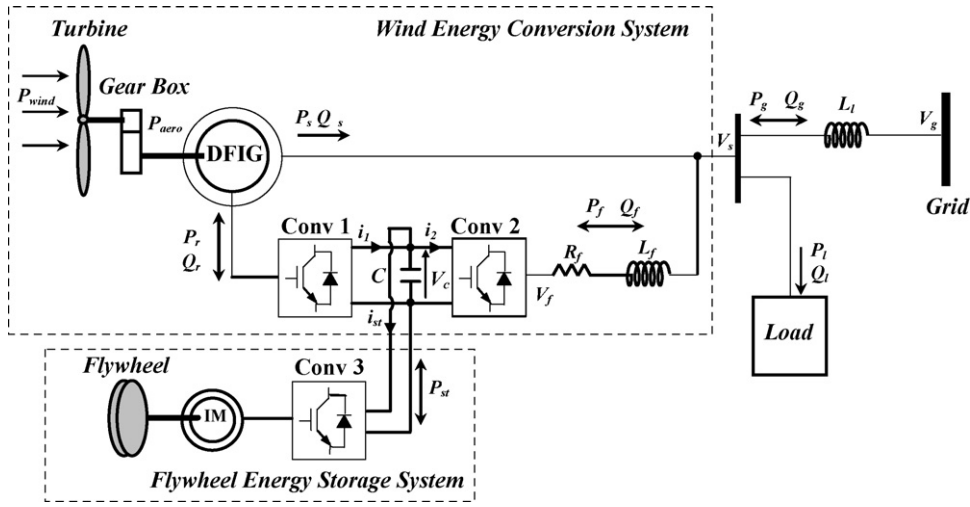 Turbine
Wind Energy Conversion System
Gear Box
P_wind
P_aero
P_s Q_s
DFIG
P_g Q_g
L_l
V_s
V_g
Grid
P_r
Q_r
Conv 1
i_1
i_2
Conv 2
P_f Q_f
R_f
L_f
C
V_c
V_f
P_l
Q_l
i_st
Load
Flywheel
Conv 3
P_st
IM
Flywheel Energy Storage System